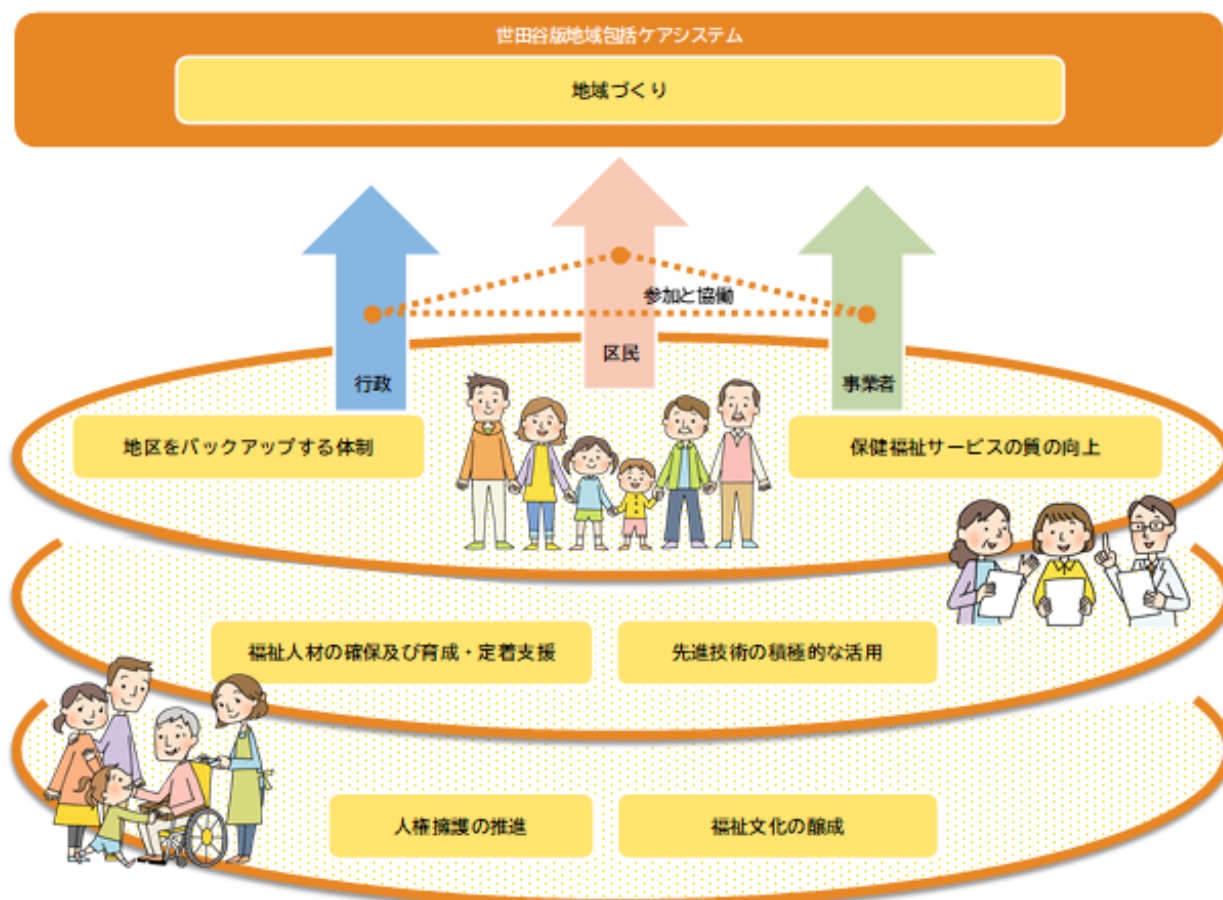 世田谷版地域包括ケアシステム
地域づくり
参加と協働
行政
区民
事業者
地区をバックアップする体制
保健福祉サービスの質の向上
福祉人材の確保及び育成・定着支援
先進技術の積極的な活用
人権擁護の推進
福祉文化の醸成